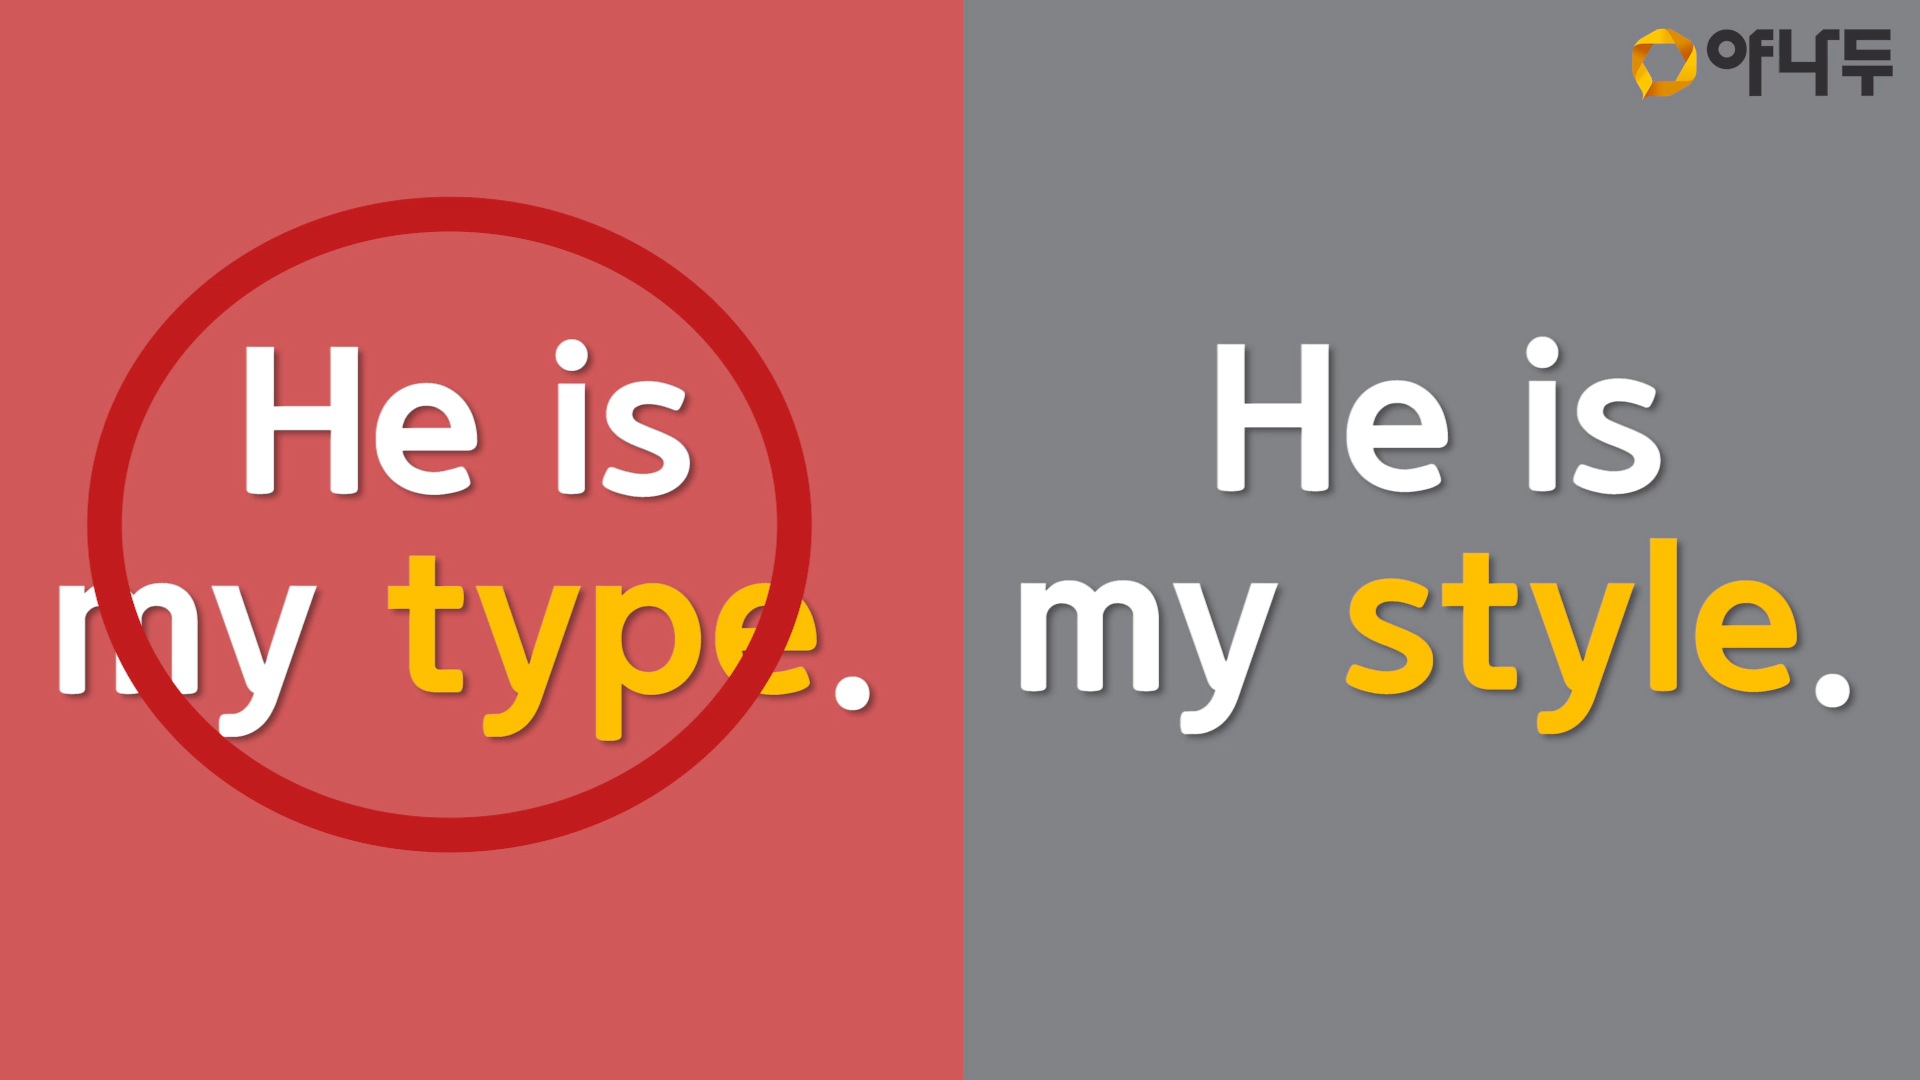 야나두
He is
my type.
He is
my style.